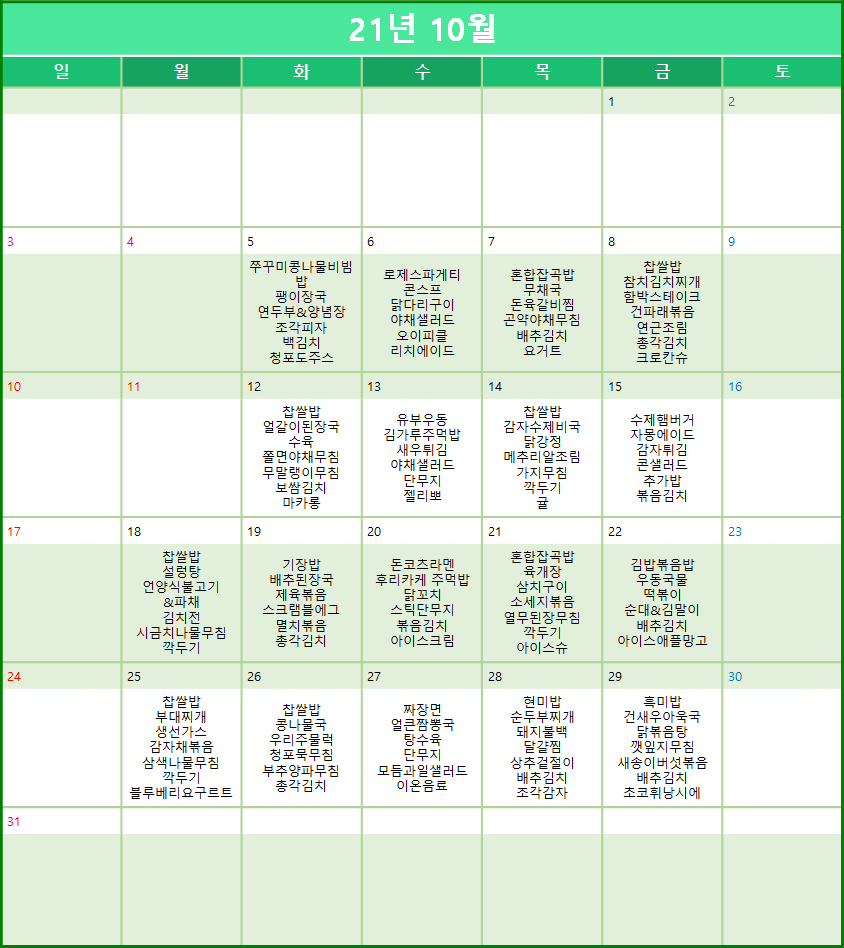 21년 10월
일 월 화 수 목 금 토
1 2
3 4 5 6 7 8 9
쭈꾸미콩나물비빔
밥
팽이장국
연두부&양념장
조각피자
백김치
청포도주스
로제스파게티
콘스프
닭다리구이
야채샐러드
오이피클
리치에이드
혼합잡곡밥
무채국
돈육갈비찜
곤약야채무침
배추김치
요거트
찹쌀밥
참치김치찌개
함박스테이크
건파래볶음
연근조림
총각김치
크로칸슈
10 11 12 13 14 15 16
찹쌀밥
얼갈이된장국
수육
쫄면야채무침
무말랭이무침
보쌈김치
마카롱
유부우동
김가루주먹밥
새우튀김
야채샐러드
단무지
젤리뽀
찹쌀밥
감자수제비국
닭강정
메추리알조림
가지무침
깍두기
귤
수제햄버거
자몽에이드
감자튀김
콘샐러드
추가밥
볶음김치
17 18 19 20 21 22 23
찹쌀밥
설렁탕
언양식불고기
&파채
김치전
시금치나물무침
깍두기
기장밥
배추된장국
제육볶음
스크램블에그
멸치볶음
총각김치
돈코츠라멘
후리카케 주먹밥
닭꼬치
스틱단무지
볶음김치
아이스크림
혼합잡곡밥
육개장
삼치구이
소세지볶음
열무된장무침
깍두기
아이스슈
김밥볶음밥
우동국물
떡볶이
순대&김말이
배추김치
아이스애플망고
24 25 26 27 28 29 30
찹쌀밥
부대찌개
생선가스
감자채볶음
삼색나물무침
깍두기
블루베리요구르트
찹쌀밥
콩나물국
우리주물럭
청포묵무침
부추양파무침
총각김치
짜장면
얼큰짬뽕국
탕수육
단무지
모듬과일샐러드
이온음료
현미밥
순두부찌개
돼지불백
달걀찜
상추겉절이
배추김치
조각감자
흑미밥
건새우아욱국
닭볶음탕
깻잎지무침
새송이버섯볶음
배추김치
초코휘낭시에
31